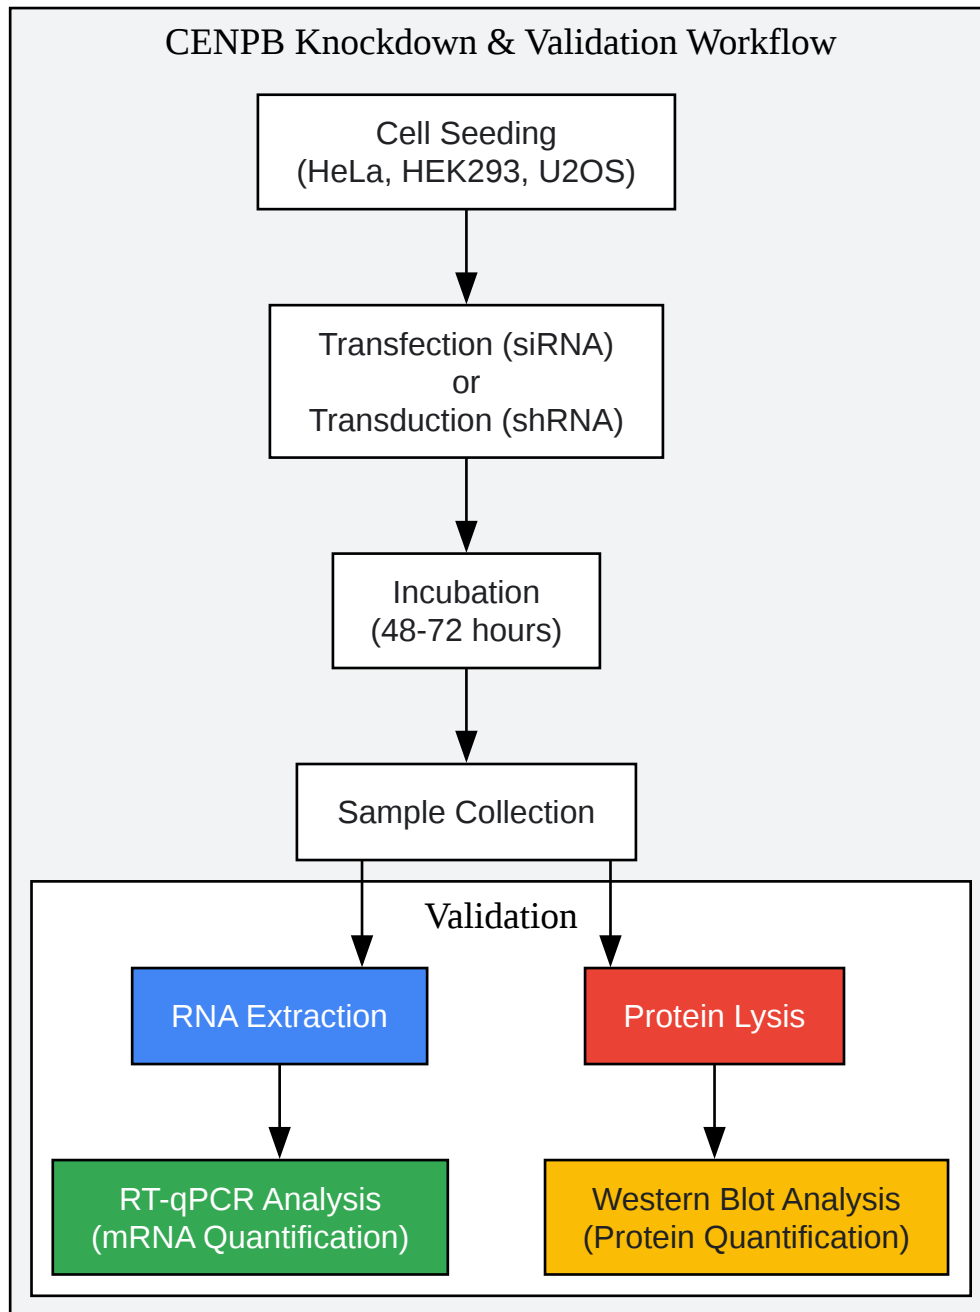 CENPB Knockdown & Validation Workflow
Cell Seeding
(HeLa, HEK293, U2OS)
Transfection (siRNA)
or
Transduction (shRNA)
Incubation
(48-72 hours)
Sample Collection
Validation
RNA Extraction
Protein Lysis
RT-qPCR Analysis
(mRNA Quantification)
Western Blot Analysis
(Protein Quantification)